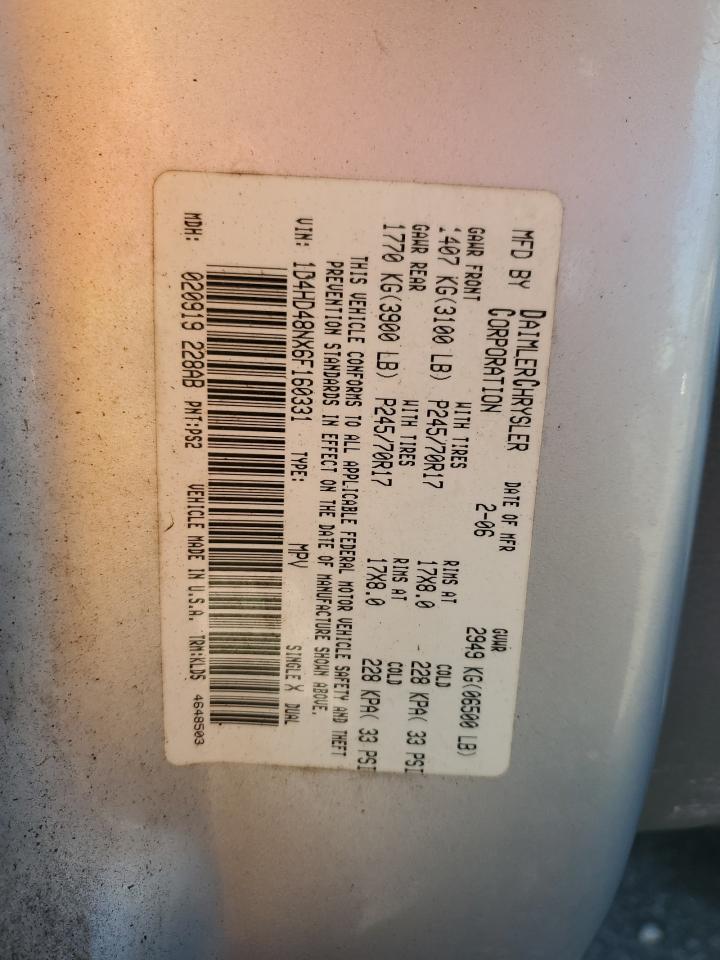 MFD BY DAIMLERCHRYSLER CORPORATION DATE OF MFR 2-06 GVWR 2949 KG(06500 LB)
GAWR FRONT WITH TIRES RIMS AT COLD
1407 KG(3100 LB) P245/70R17 17X8.0 228 KPA( 33 PSI
GAWR REAR WITH TIRES RIMS AT COLD
1770 KG(3900 LB) P245/70R17 17X8.0 228 KPA( 33 PSI
THIS VEHICLE CONFORMS TO ALL APPLICABLE FEDERAL MOTOR VEHICLE SAFETY AND THEFT
PREVENTION STANDARDS IN EFFECT ON THE DATE OF MANUFACTURE SHOWN ABOVE.
VIN: 1D4HD48NX6F160331 TYPE: MPV SINGLE X DUAL
MDH: 020919 228AB PNT:PS2 VEHICLE MADE IN U.S.A. TRM:KLDS 4648503